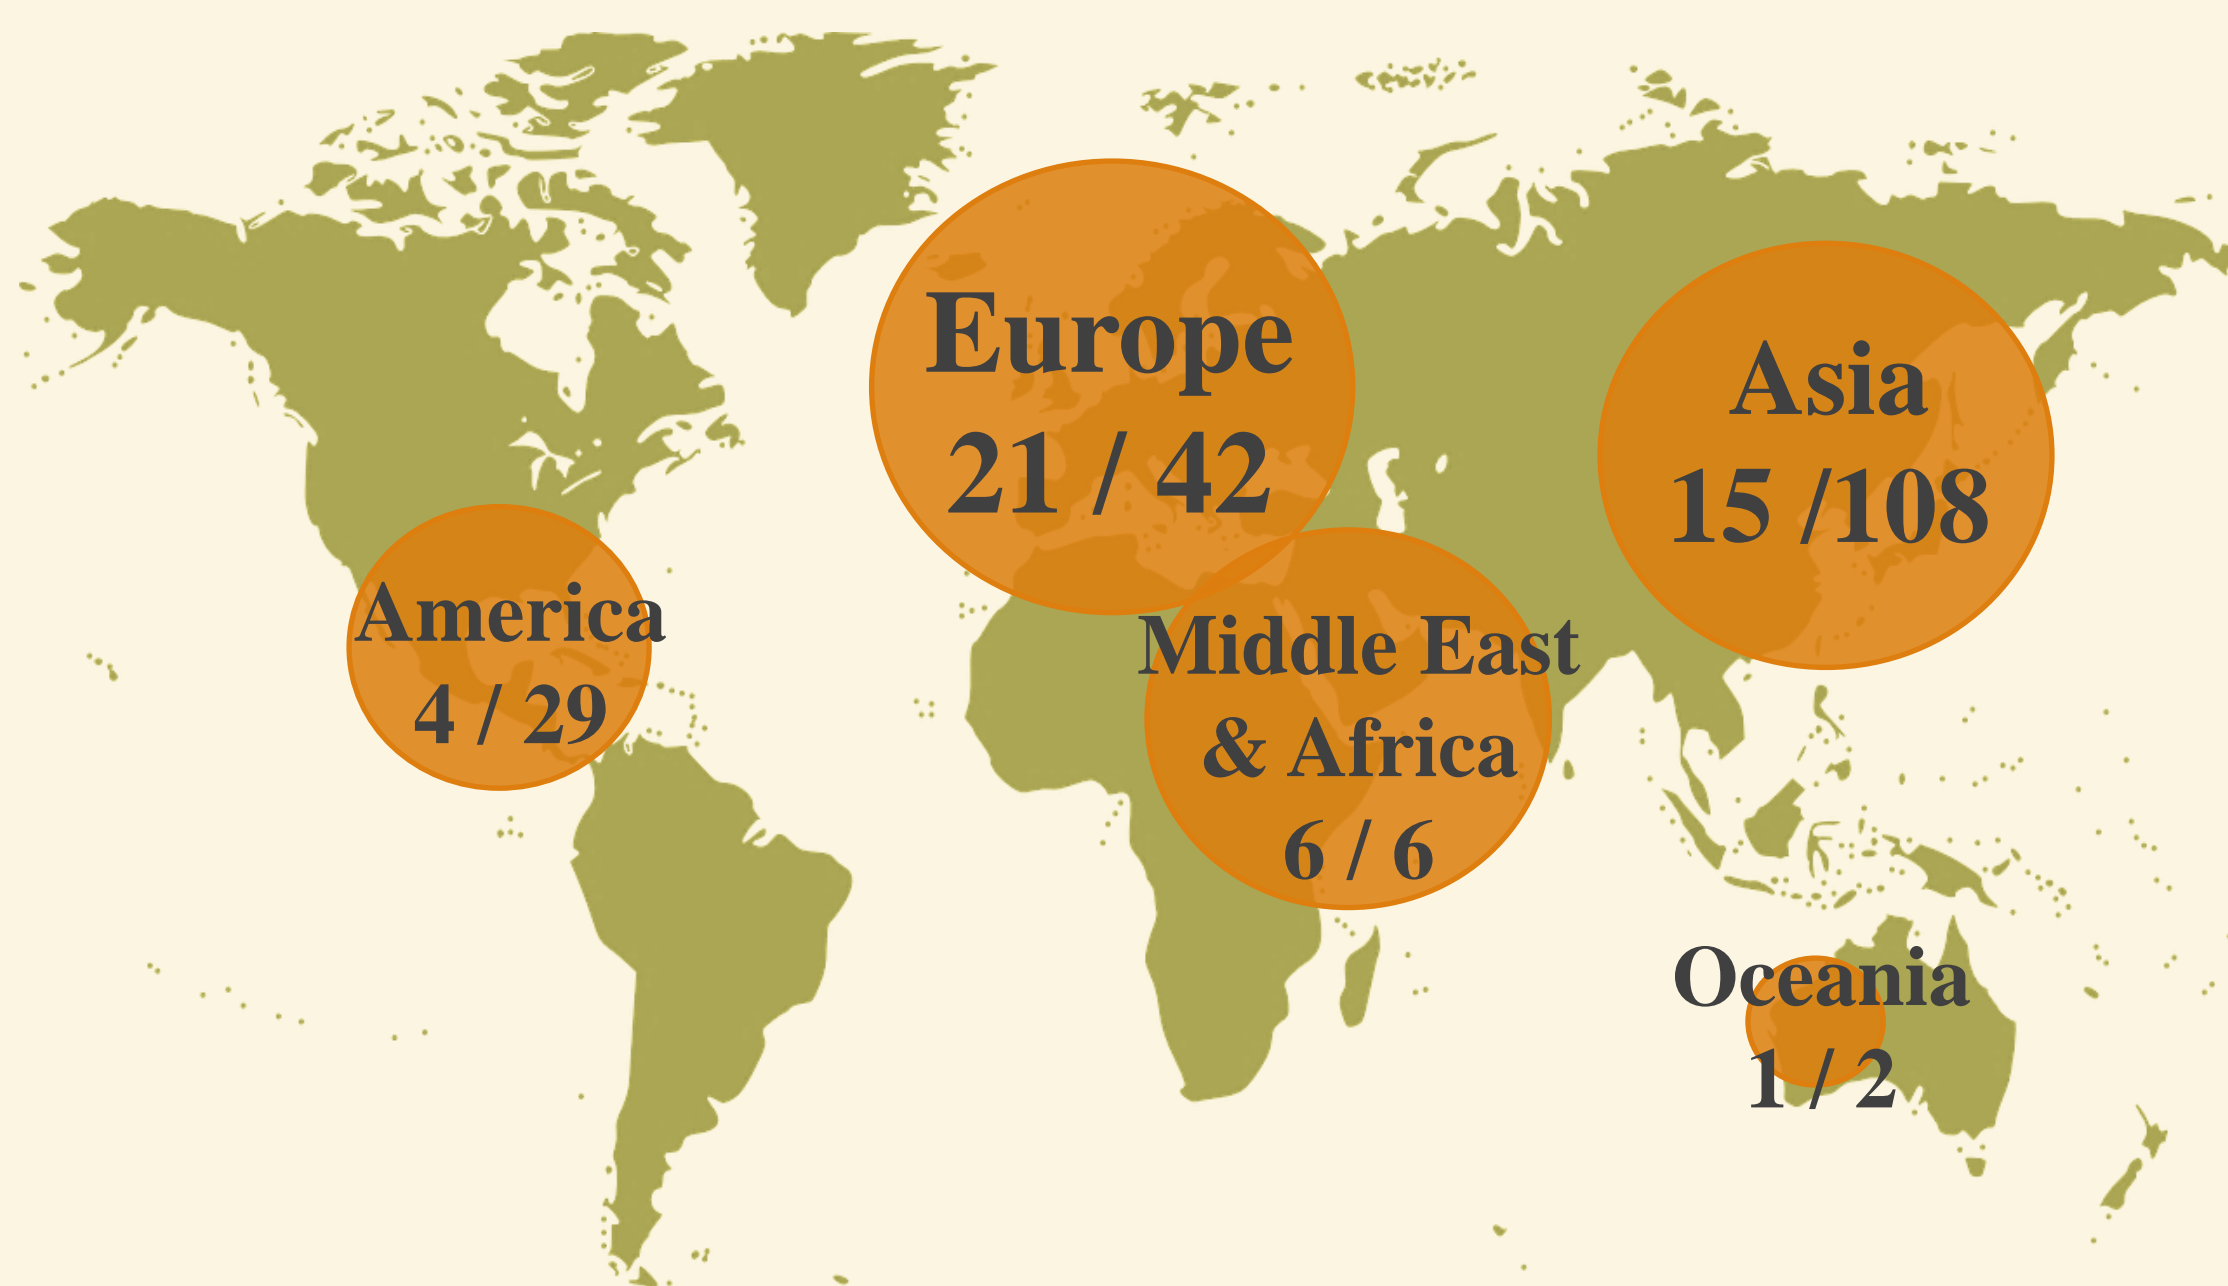 Europe
21 / 42
Asia
15 /108
America
4 / 29
Middle East
& Africa
6 / 6
Oceania
1 / 2